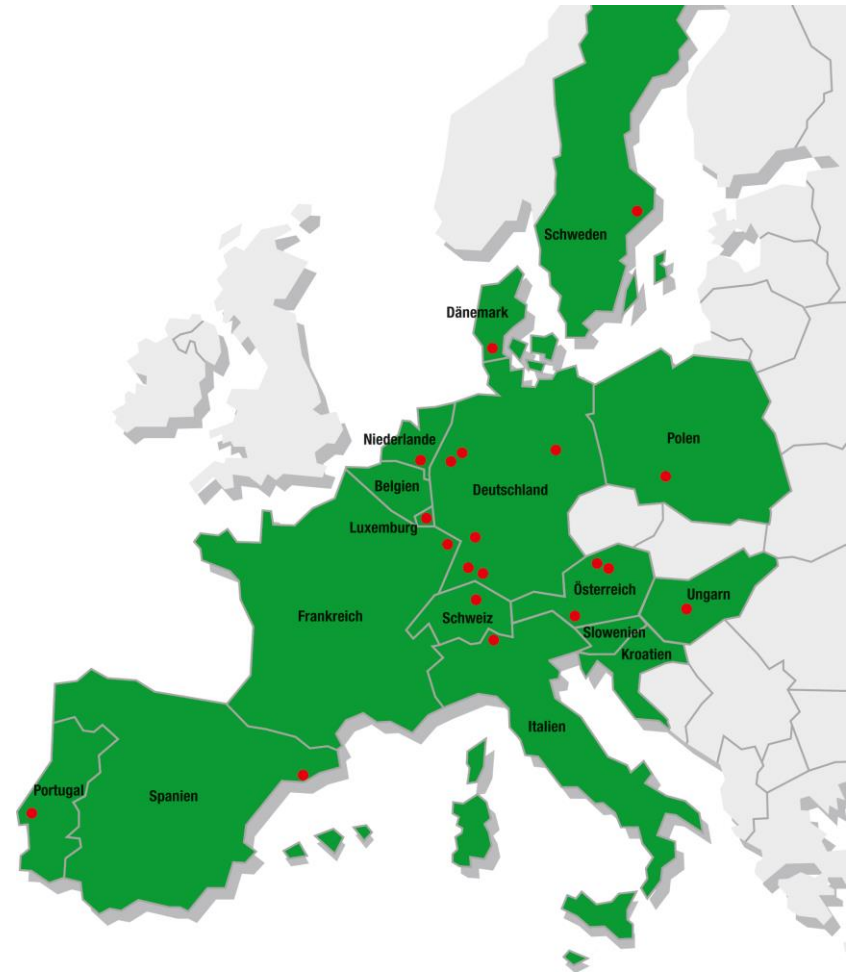 Schweden
Dänemark
Niederlande
Polen
Belgien
Deutschland
Luxemburg
Österreich
Ungarn
Frankreich
Schweiz
Slowenien
Kroatien
Italien
Portugal
Spanien